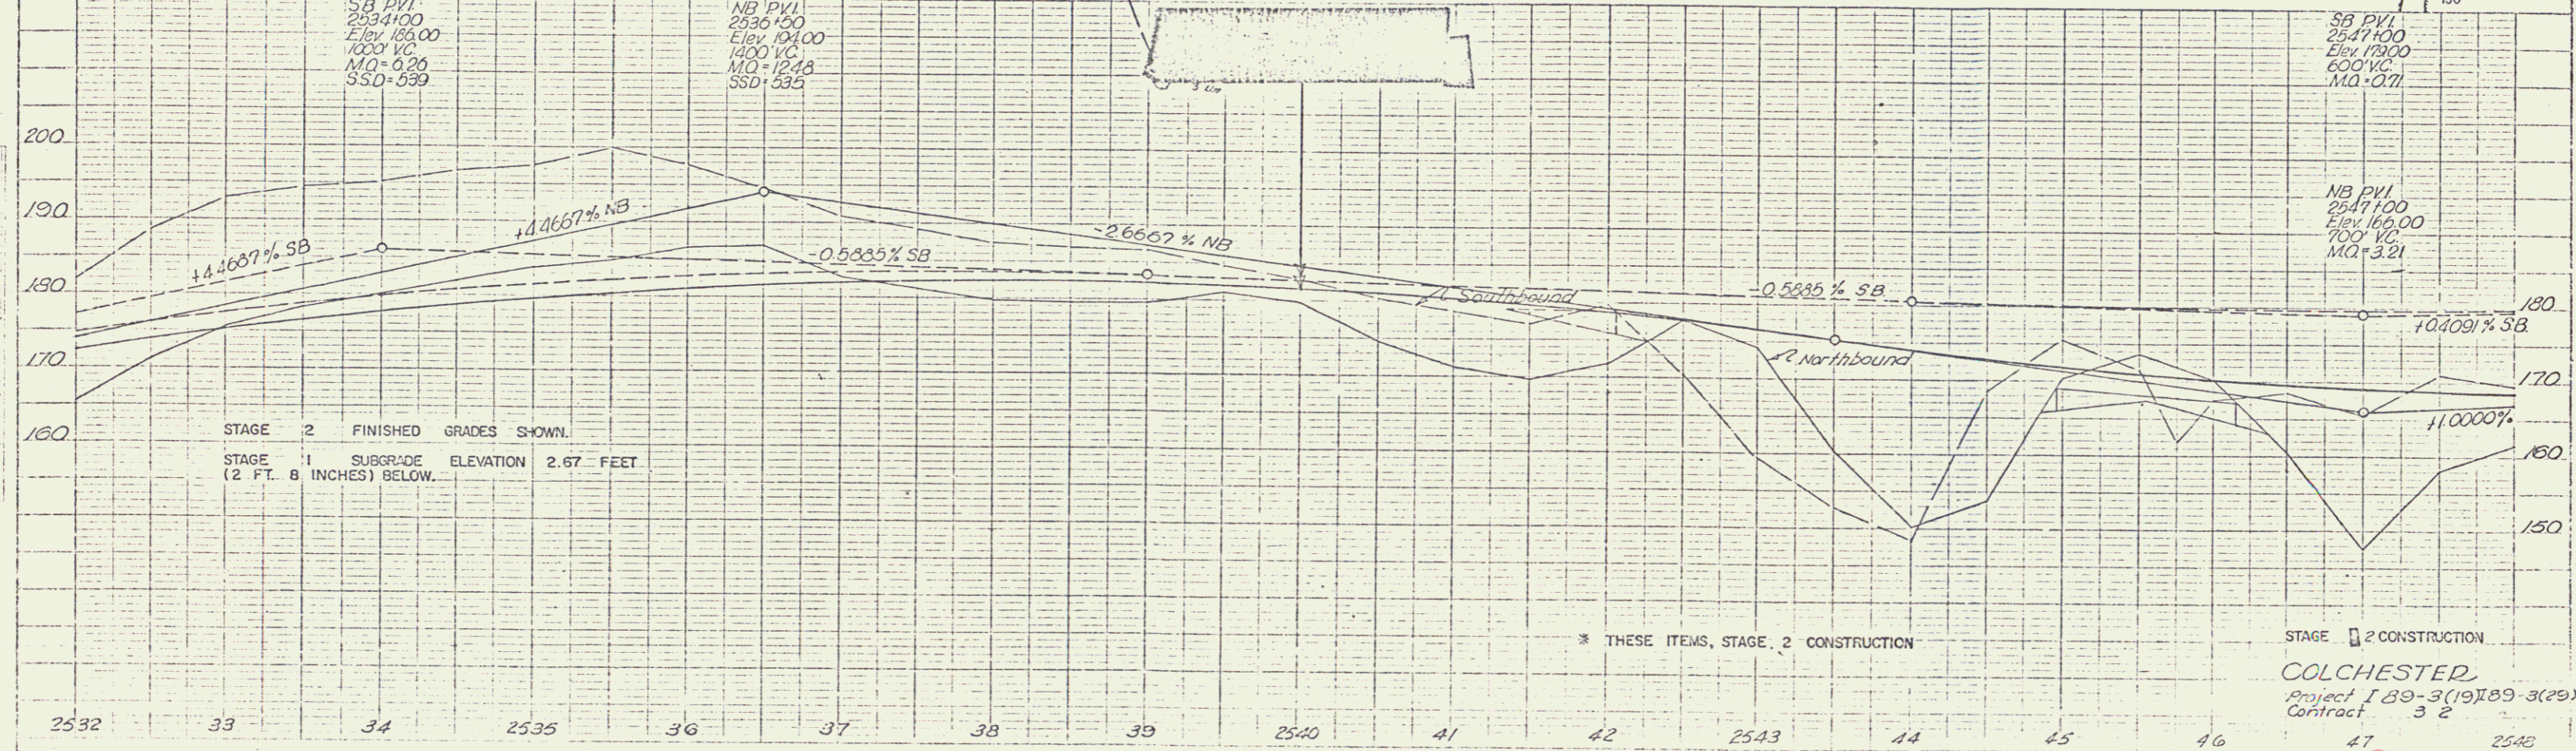 SB PVI
2534+00
Elev 186.00
1000' V.C.
M.O.=6.26
S.S.D=539
NB PVI
2536+50
Elev 194.00
1400' V.C.
M.O.=12.48
SSD=535
SB PVI
2547+00
Elev. 179.00
600' V.C.
M.O.=0.71
NB PVI
2547+00
Elev. 166.00
700' V.C.
M.O.=3.21
200
190
180
170
160
+4.4687% SB
+4.4667% NB
-0.5885% SB
-2.6667% NB
Southbound
-0.5885% SB
Northbound
180
+0.4091% SB
170
+1.0000%
160
150
STAGE 2 FINISHED GRADES SHOWN.
STAGE 1 SUBGRADE ELEVATION 2.67 FEET
(2 FT. 8 INCHES) BELOW.
* THESE ITEMS, STAGE 2 CONSTRUCTION
STAGE 2 CONSTRUCTION
COLCHESTER
Project I 89-3(19) I 89-3(29)
Contract 3 2
2532 33 34 2535 36 37 38 39 2540 41 42 2543 44 45 46 47 2548